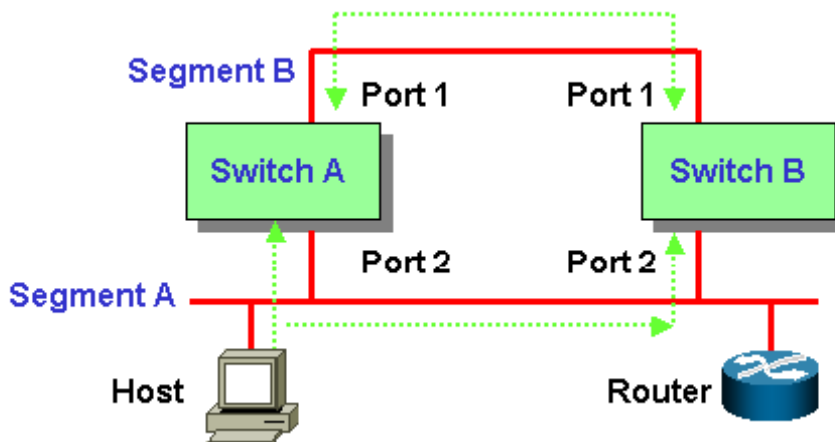 Segment B
Port 1
Port 1
Switch A
Switch B
Port 2
Port 2
Segment A
Host
Router